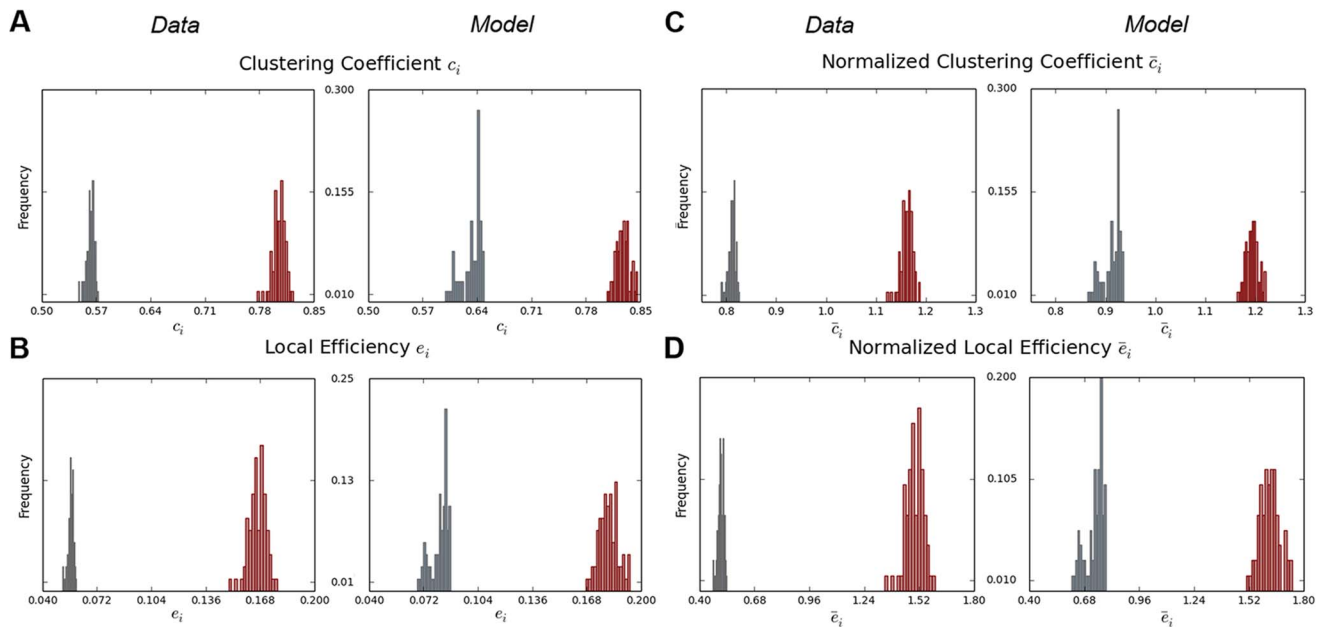 A Data Model C Data Model
Clustering Coefficient c_i Normalized Clustering Coefficient c̄_i
0.300 0.300
Frequency 0.155 Frequency 0.155
0.010 0.010
0.50 0.57 0.64 0.71 0.78 0.85 0.50 0.57 0.64 0.71 0.78 0.85 0.8 0.9 1.0 1.1 1.2 1.3 0.8 0.9 1.0 1.1 1.2 1.3
c_i c_i c̄_i c̄_i
B Local Efficiency e_i D Normalized Local Efficiency ē_i
0.25 0.200
Frequency 0.13 Frequency 0.105
0.01 0.010
0.040 0.072 0.104 0.136 0.168 0.200 0.040 0.072 0.104 0.136 0.168 0.200 0.40 0.68 0.96 1.24 1.52 1.80 0.40 0.68 0.96 1.24 1.52 1.80
e_i e_i ē_i ē_i